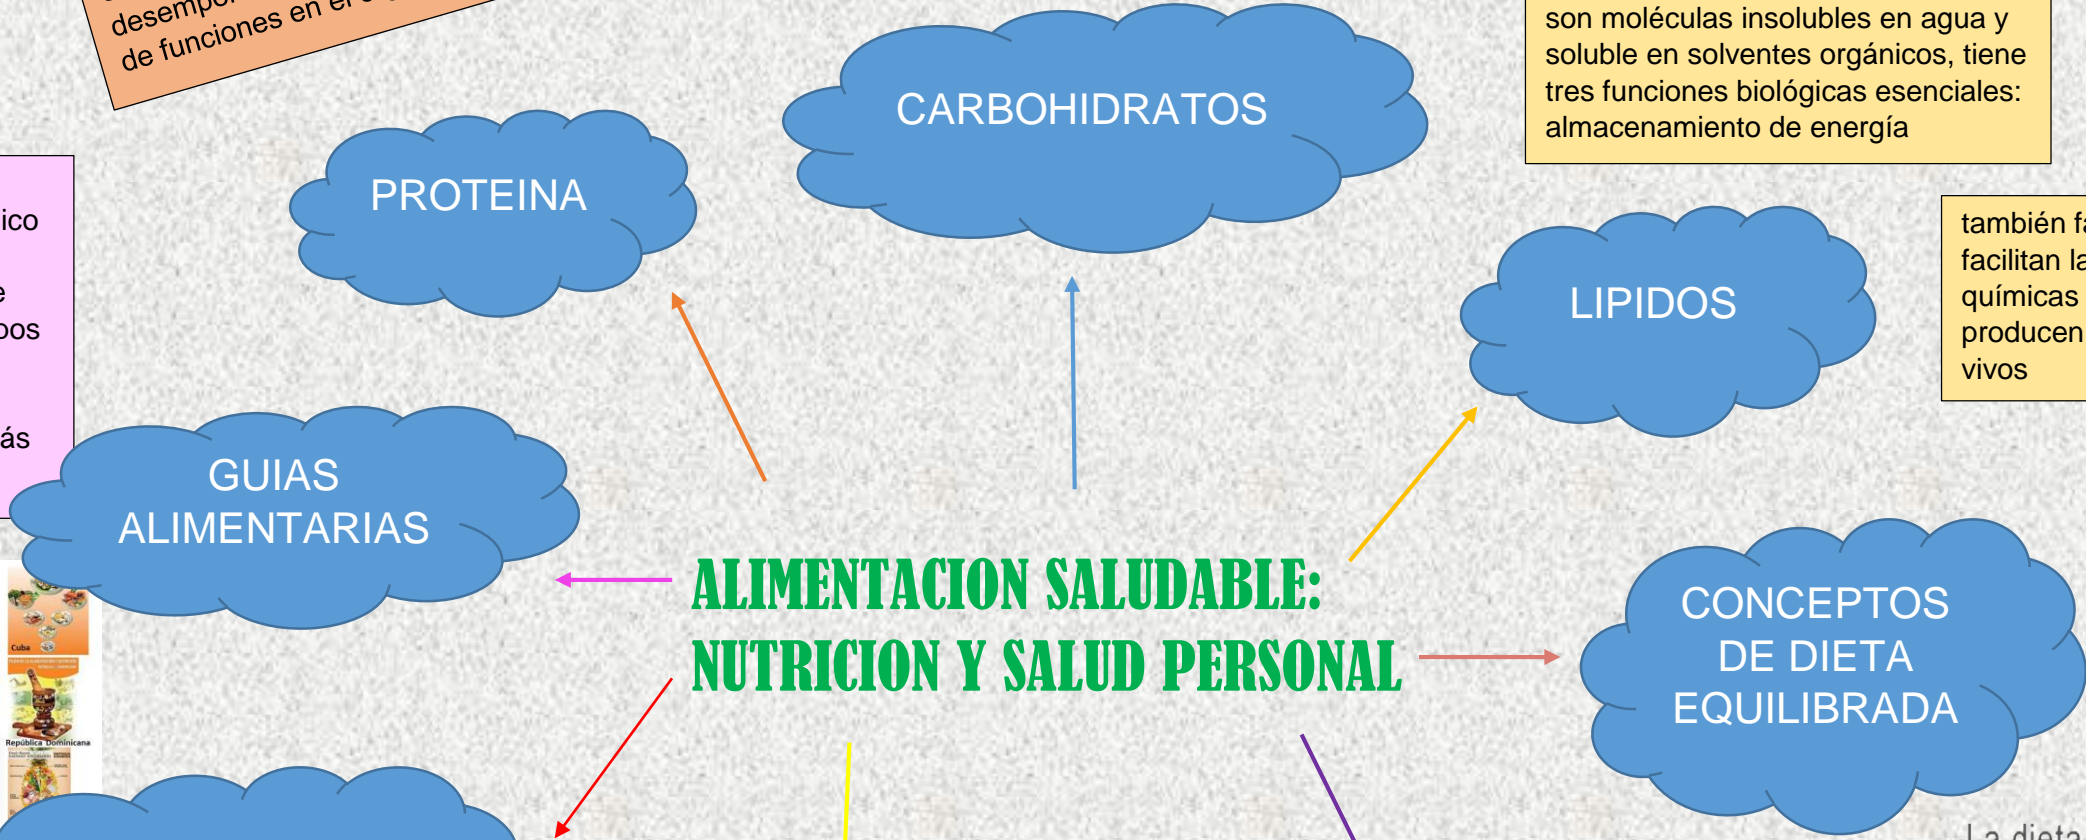 de funciones en el
CARBOHIDRATOS
son moléculas insolubles en agua y
soluble en solventes orgánicos, tiene
tres funciones biológicas esenciales:
almacenamiento de energía
PROTEINA
LIPIDOS
también
facilitan
químicas
producen
vivos
GUIAS
ALIMENTARIAS
ALIMENTACION SALUDABLE:
NUTRICION Y SALUD PERSONAL
CONCEPTOS
DE DIETA
EQUILIBRADA
Cuba
República Dominicana
La dieta